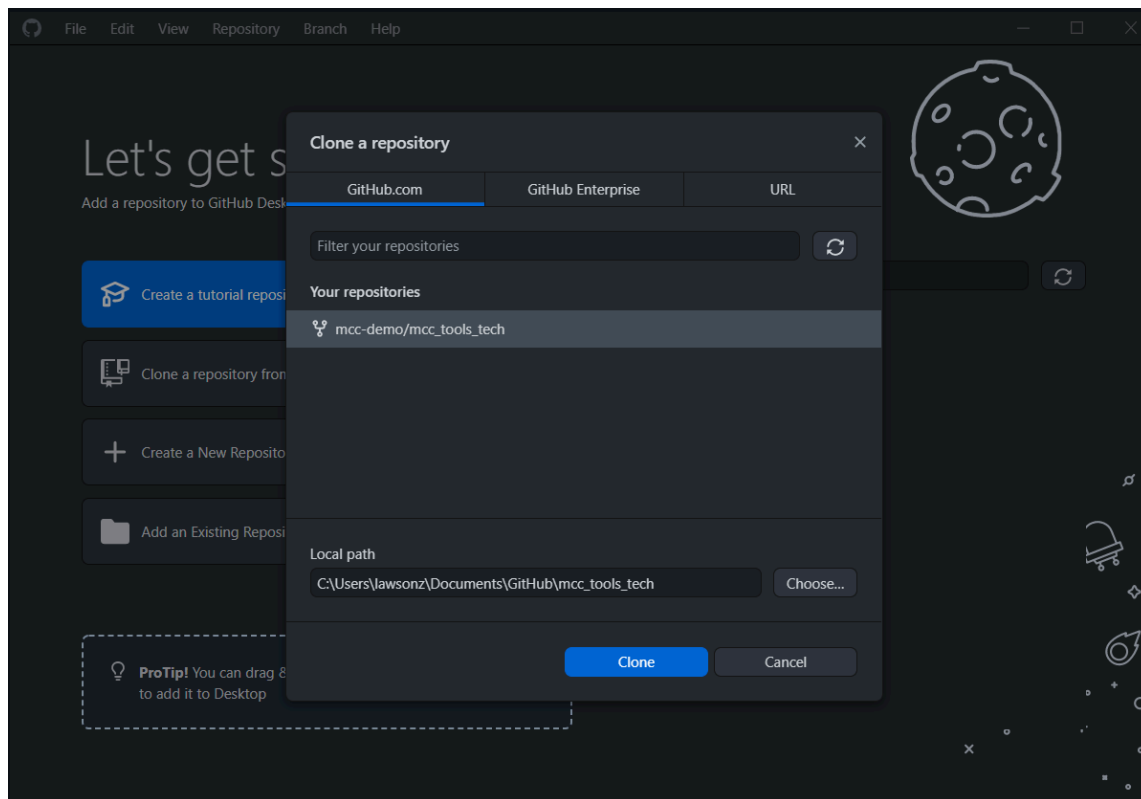 File Edit View Repository Branch Help
Let's get s
Add a repository to GitHub Desk
Create a tutorial reposi
Clone a repository from
Create a New Reposito
Add an Existing Reposi
ProTip! You can drag &
to add it to Desktop
Clone a repository
GitHub.com GitHub Enterprise URL
Filter your repositories
Your repositories
mcc-demo/mcc_tools_tech
Local path
C:\Users\lawsonz\Documents\GitHub\mcc_tools_tech Choose...
Clone Cancel